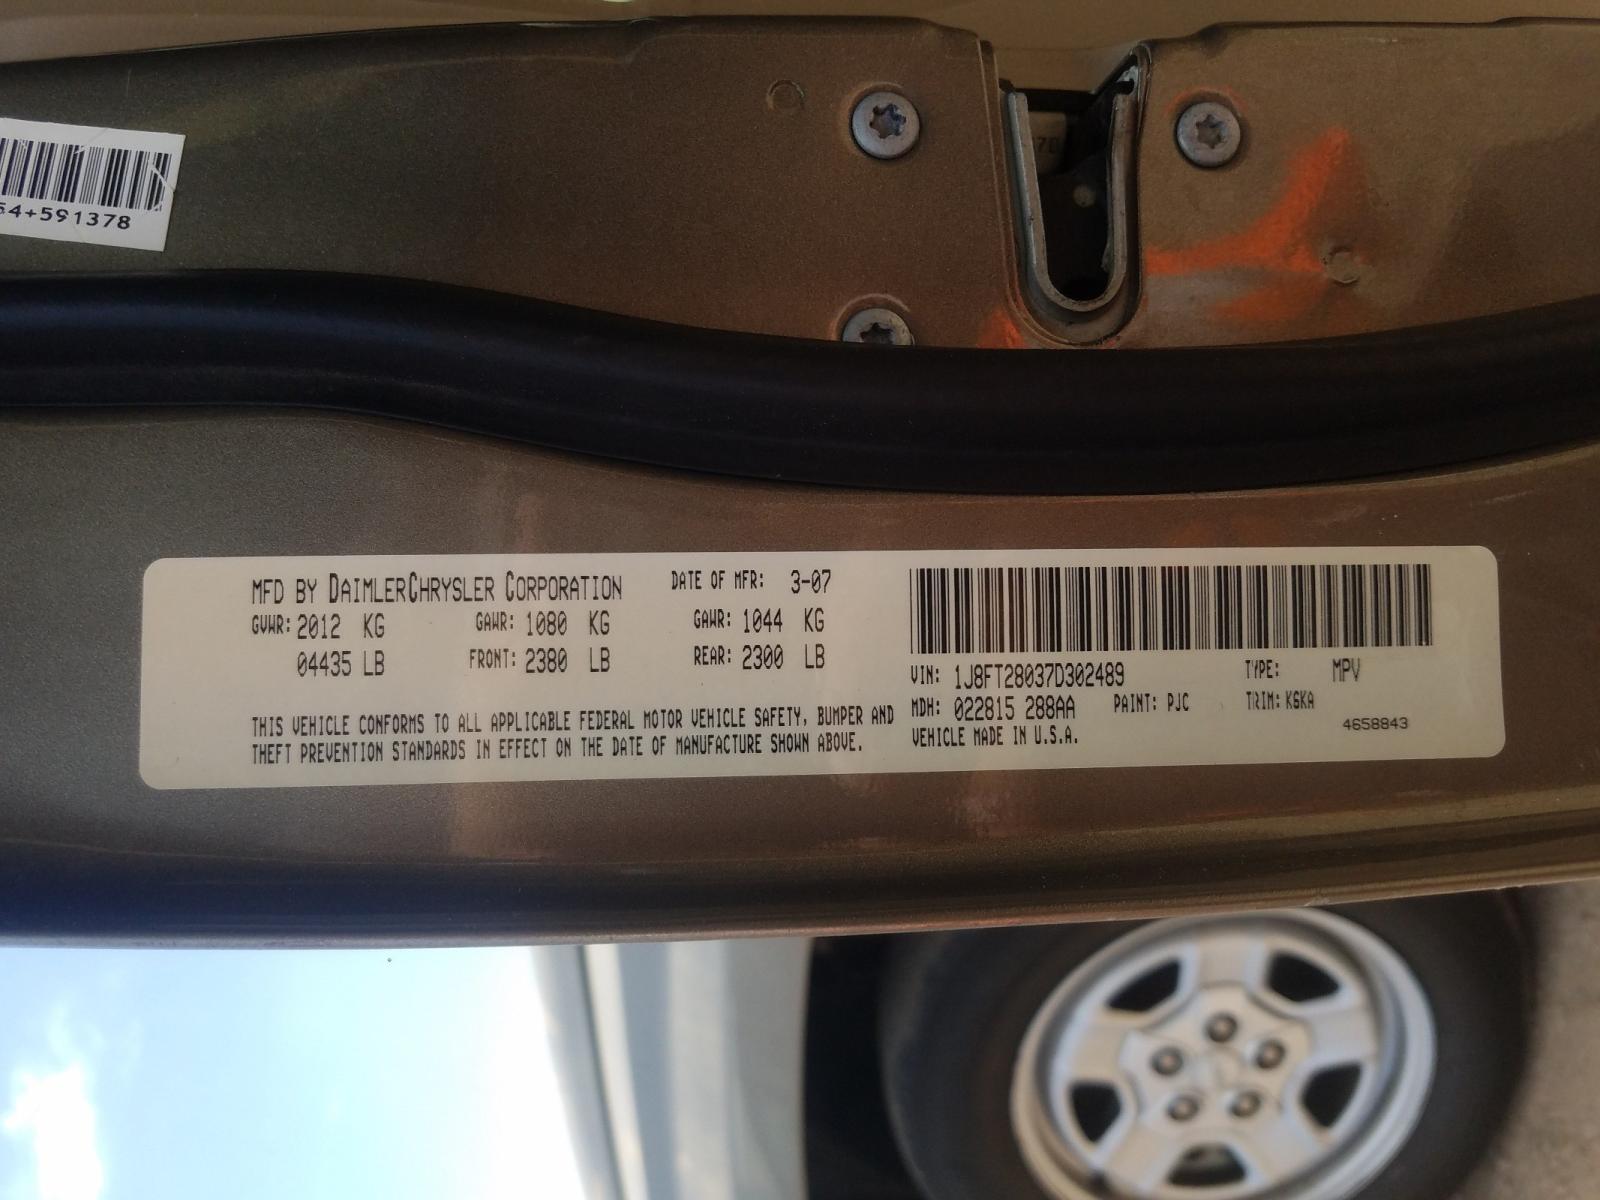 54+591378
MFD BY DAIMLERCHRYSLER CORPORATION DATE OF MFR: 3-07
GVWR: 2012 KG GAWR: 1080 KG GAWR: 1044 KG
04435 LB FRONT: 2380 LB REAR: 2300 LB
THIS VEHICLE CONFORMS TO ALL APPLICABLE FEDERAL MOTOR VEHICLE SAFETY, BUMPER AND
THEFT PREVENTION STANDARDS IN EFFECT ON THE DATE OF MANUFACTURE SHOWN ABOVE.
VIN: 1J8FT28037D302489 TYPE: MPV
MDH: 022815 288AA PAINT: PJC TRIM: K6KA
VEHICLE MADE IN U.S.A. 4658843